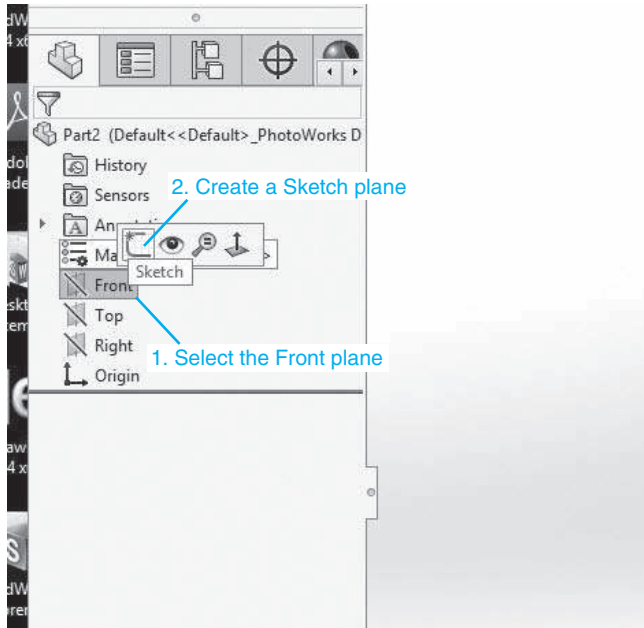 Part2 (Default<<Default>_PhotoWorks D
History
Sensors
2. Create a Sketch plane
A
Ma
>
Sketch
Front
Top
1. Select the Front plane
Right
Origin